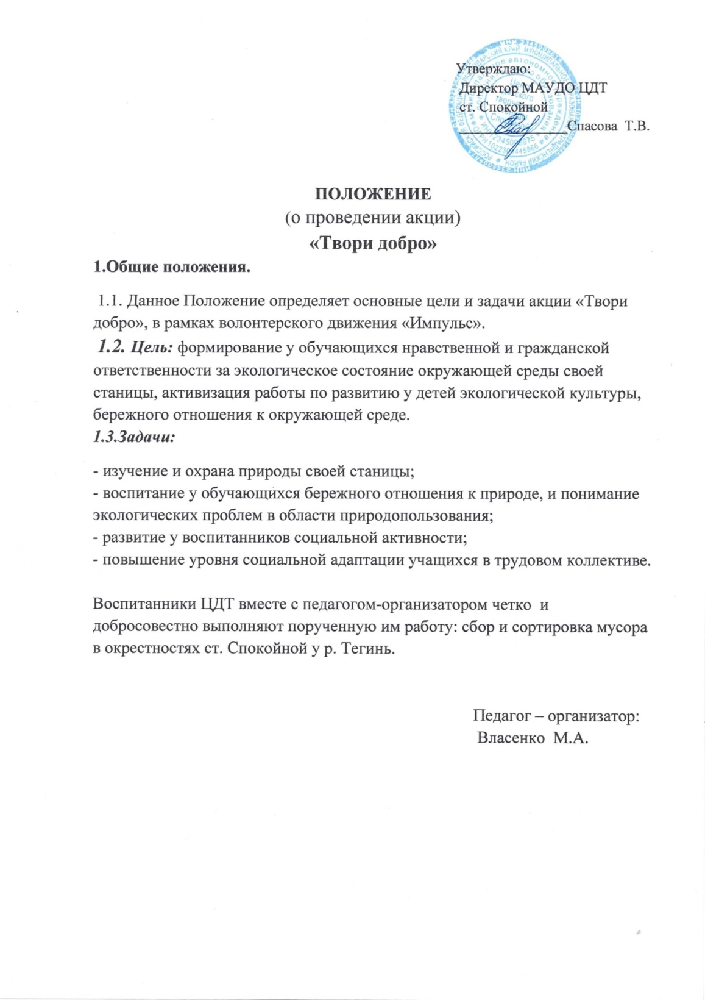 Утверждаю:
Директор МАУДО ЦДТ
ст. Спокойной
Спасова Т.В.
ПОЛОЖЕНИЕ
(о проведении акции)
«Твори добро»
1.Общие положения.
1.1. Данное Положение определяет основные цели и задачи акции «Твори
добро», в рамках волонтерского движения «Импульс».
1.2. Цель: формирование у обучающихся нравственной и гражданской
ответственности за экологическое состояние окружающей среды своей
станицы, активизация работы по развитию у детей экологической культуры,
бережного отношения к окружающей среде.
1.3.Задачи:
- изучение и охрана природы своей станицы;
- воспитание у обучающихся бережного отношения к природе, и понимание
экологических проблем в области природопользования;
- развитие у воспитанников социальной активности;
- повышение уровня социальной адаптации учащихся в трудовом коллективе.
Воспитанники ЦДТ вместе с педагогом-организатором четко и
добросовестно выполняют порученную им работу: сбор и сортировка мусора
в окрестностях ст. Спокойной у р. Тегинь.
Педагог – организатор:
Власенко М.А.